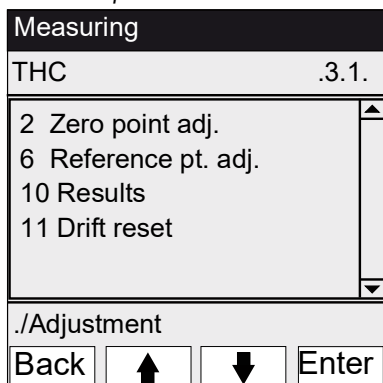 Measuring
THC .3.1.
2 Zero point adj.
6 Reference pt. adj.
10 Results
11 Drift reset
./Adjustment
Back Enter